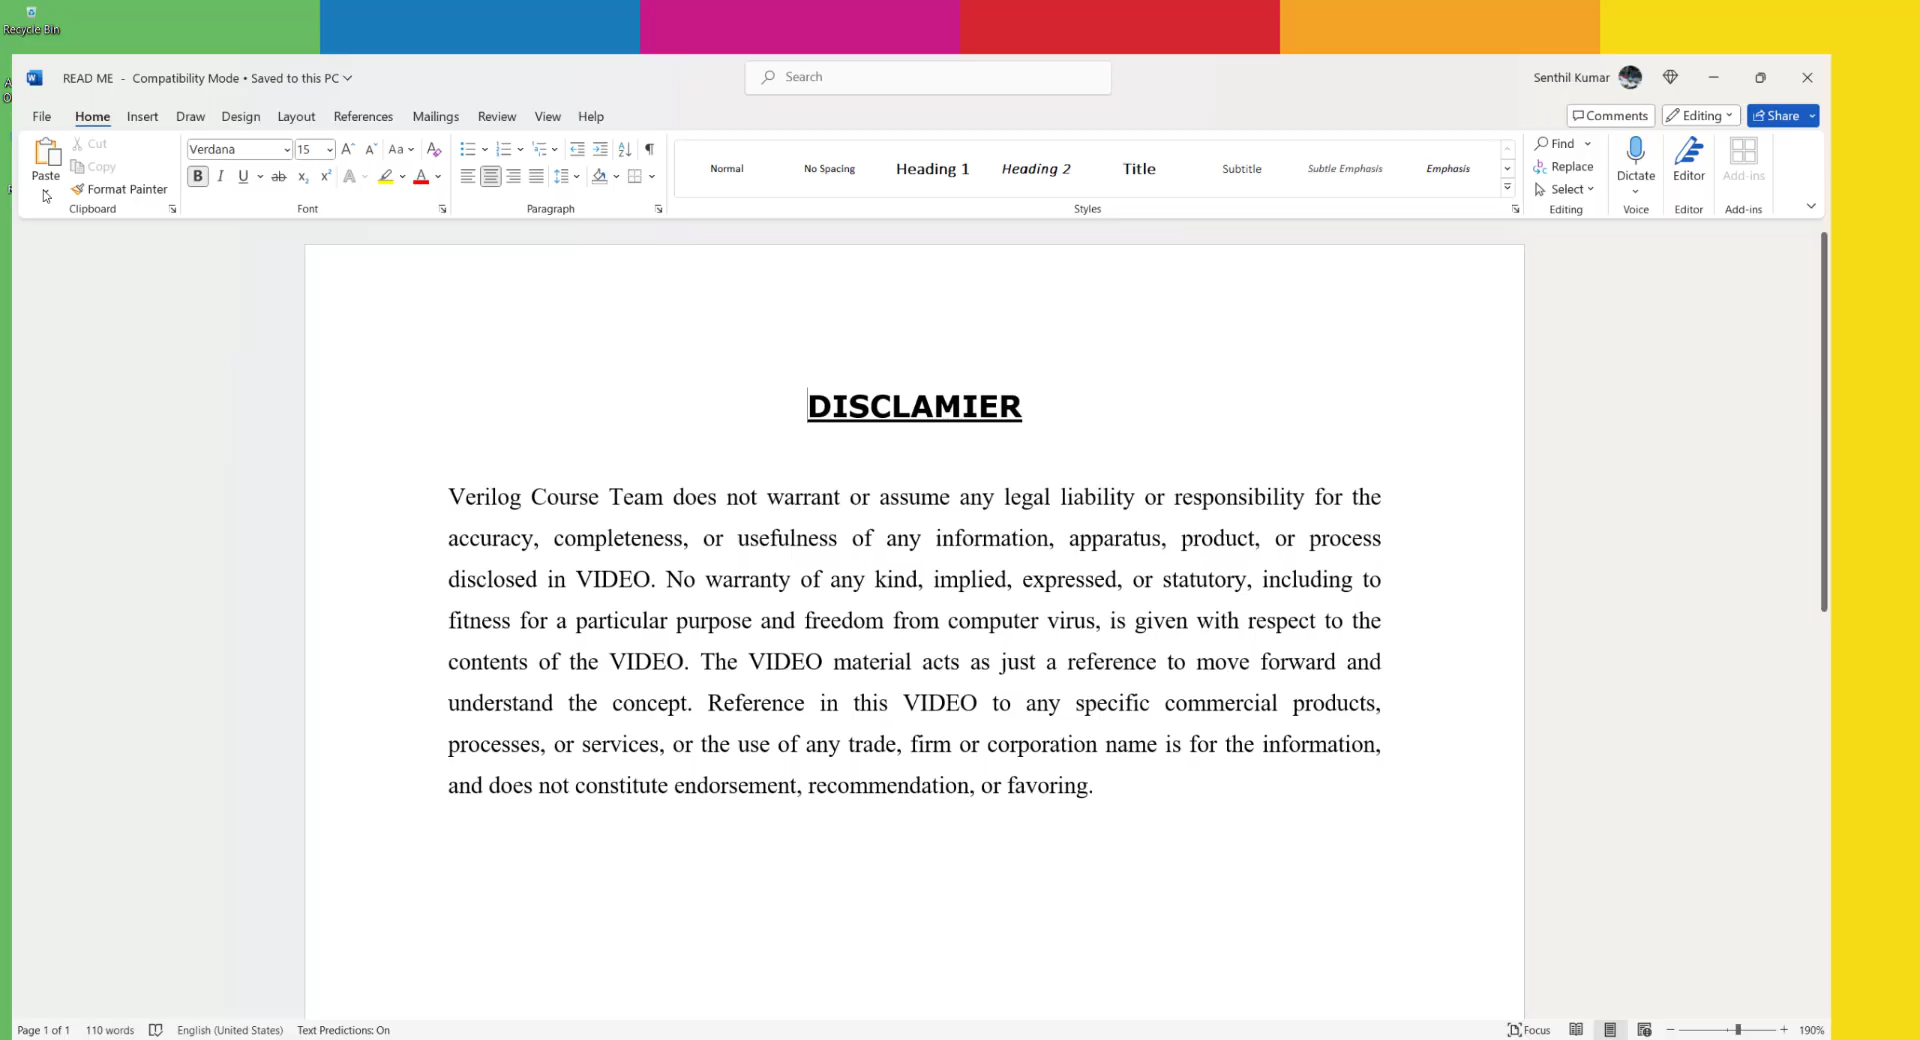 Recycle Bin
READ ME - Compatibility Mode • Saved to this PC
Search
Senthil Kumar
File Home Insert Draw Design Layout References Mailings Review View Help
Comments Editing Share
Paste
Cut
Copy
Format Painter
Clipboard
Verdana 15
Font
Paragraph
Normal No Spacing Heading 1 Heading 2 Title Subtitle Subtle Emphasis Emphasis
Styles
Find
Replace
Select
Editing
Dictate
Voice
Editor
Editor
Add-ins
Add-ins
DISCLAMIER
Verilog Course Team does not warrant or assume any legal liability or responsibility for the
accuracy, completeness, or usefulness of any information, apparatus, product, or process
disclosed in VIDEO. No warranty of any kind, implied, expressed, or statutory, including to
fitness for a particular purpose and freedom from computer virus, is given with respect to the
contents of the VIDEO. The VIDEO material acts as just a reference to move forward and
understand the concept. Reference in this VIDEO to any specific commercial products,
processes, or services, or the use of any trade, firm or corporation name is for the information,
and does not constitute endorsement, recommendation, or favoring.
Page 1 of 1 110 words English (United States) Text Predictions: On
Focus 190%